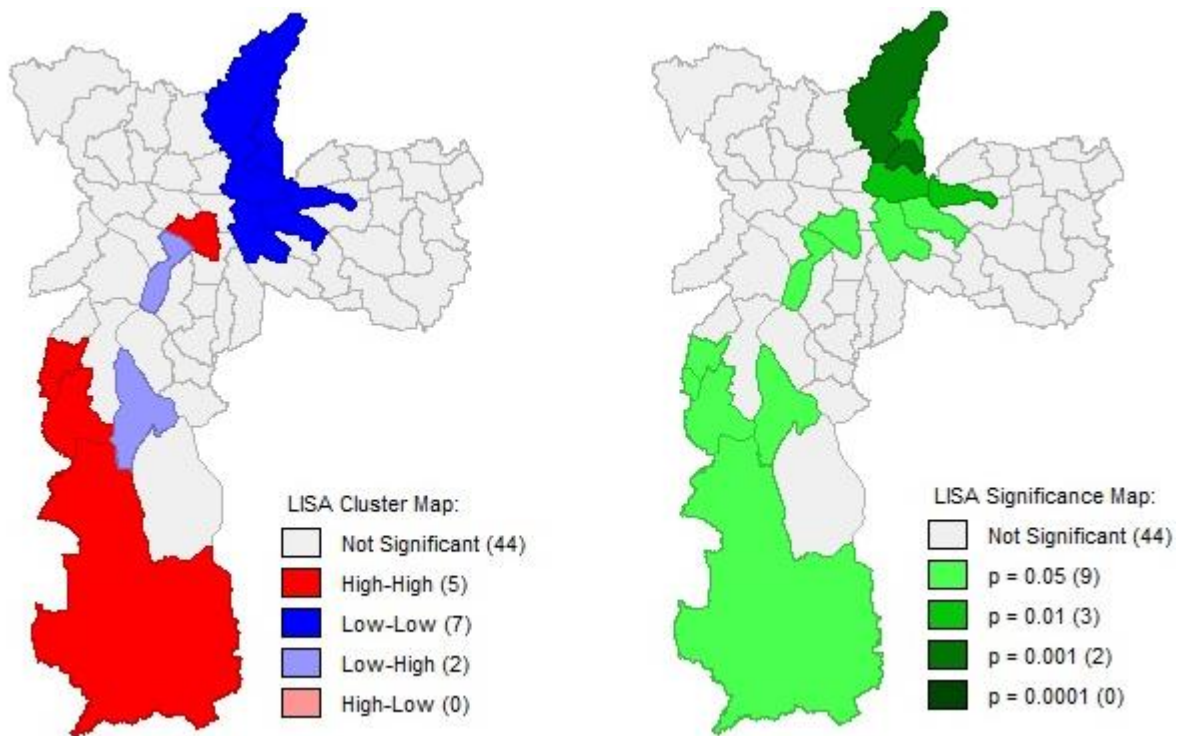 LISA Cluster Map:
Not Significant (44)
High-High (5)
Low-Low (7)
Low-High (2)
High-Low (0)
LISA Significance Map:
Not Significant (44)
p = 0.05 (9)
p = 0.01 (3)
p = 0.001 (2)
p = 0.0001 (0)